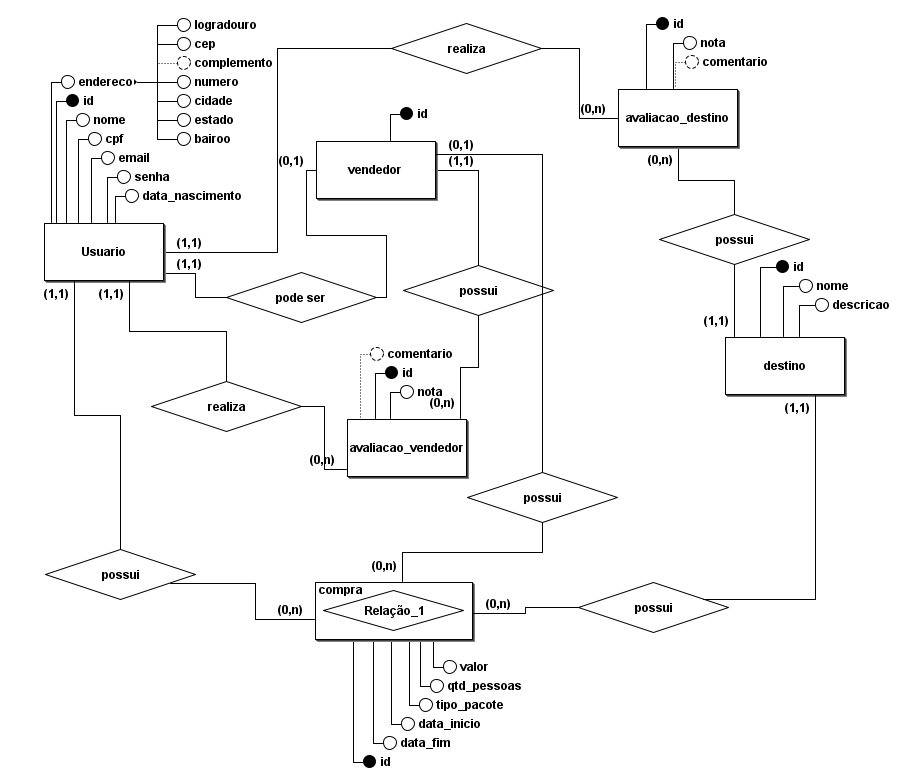 logradouro
cep
complemento
endereco
numero
cidade
estado
bairoo
id
nome
cpf
email
senha
data_nascimento
Usuario
(1,1)
(1,1)
(1,1)
(1,1)
realiza
id
nota
comentario
(0,n)
avaliacao_destino
(0,n)
id
(0,1)
vendedor
(0,1)
(1,1)
pode ser
possui
possui
id
nome
descricao
(1,1)
destino
(1,1)
comentario
id
nota
(0,n)
realiza
(0,n)
avaliacao_vendedor
possui
(0,n)
possui
(0,n)
compra
Relação_1
(0,n)
possui
valor
qtd_pessoas
tipo_pacote
data_inicio
data_fim
id